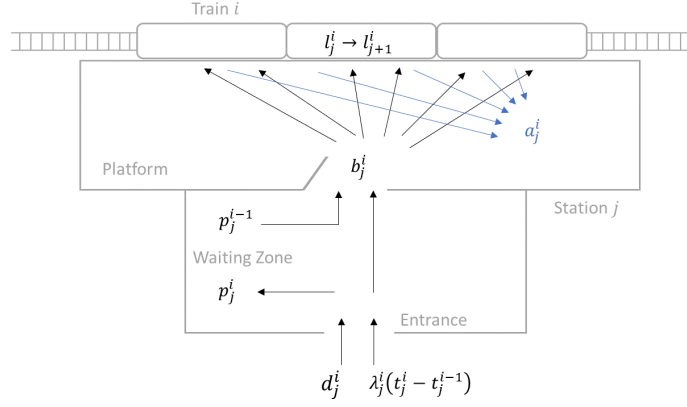 Train i
l_j^i → l_{j+1}^i
a_j^i
b_j^i
Platform
p_j^{i-1}
Station j
Waiting Zone
p_j^i
Entrance
d_j^i λ_j^i(t_j^i − t_j^{i-1})